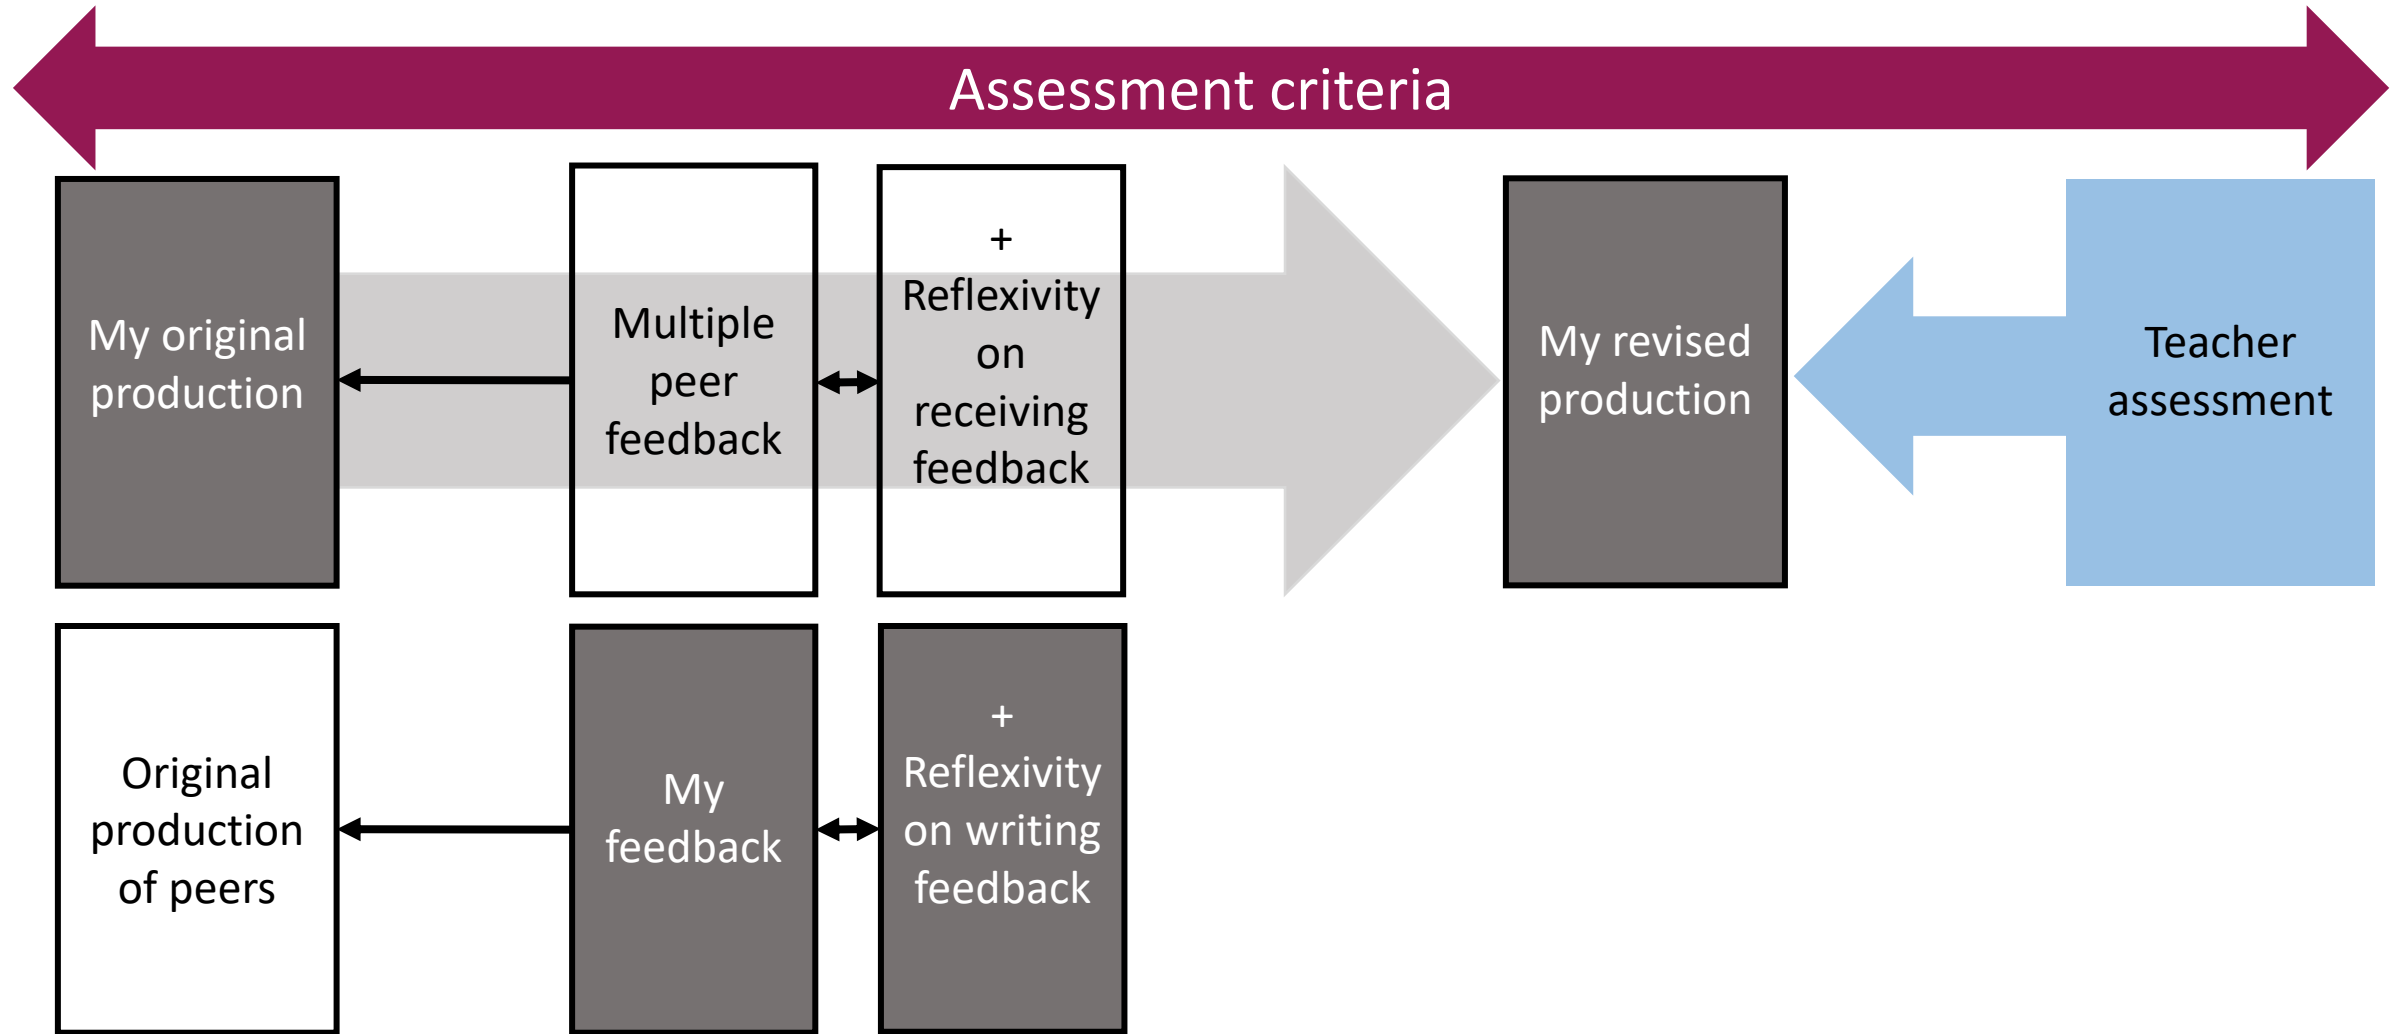 Assessment criteria
My original
production
Multiple
peer
feedback
+
Reflexivity
on
receiving
feedback
My revised
production
Teacher
assessment
Original
production
of peers
My
feedback
+
Reflexivity
on writing
feedback